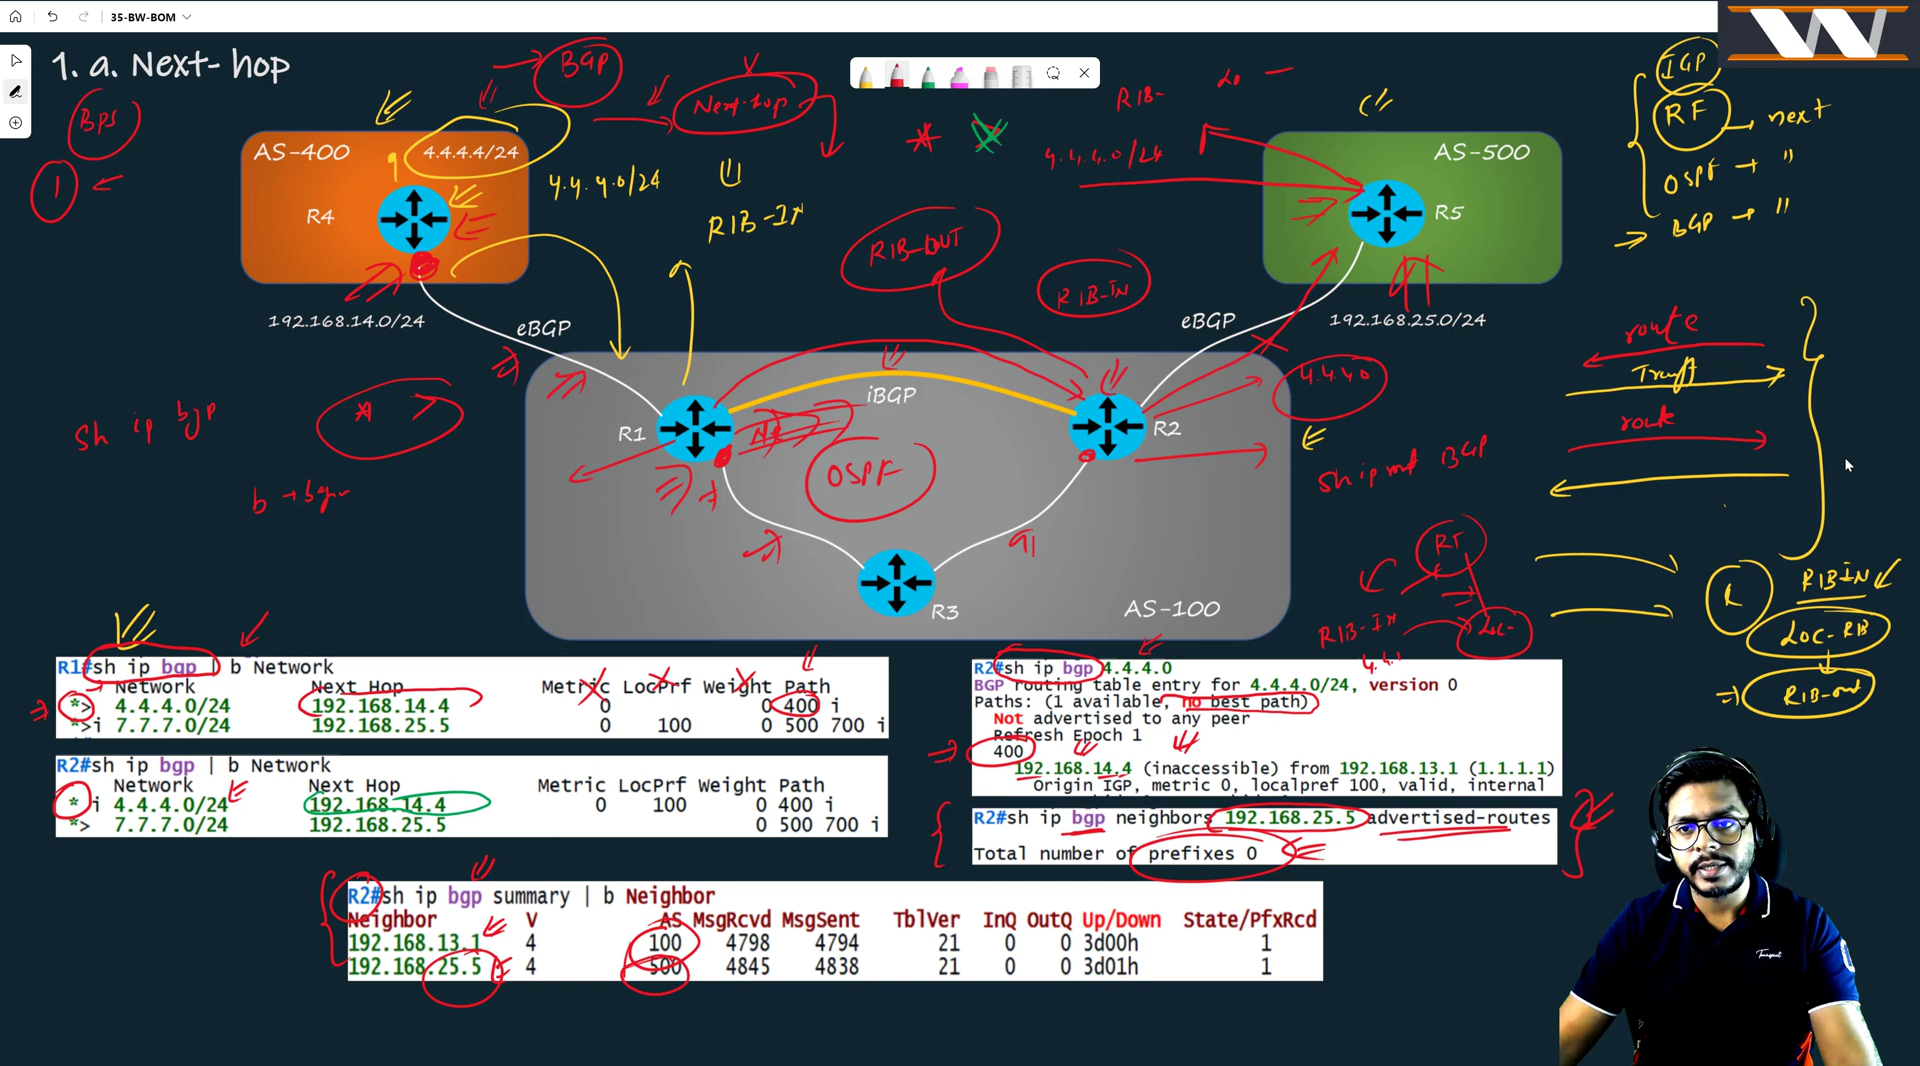 35-BW-BOM
1. a. Next-hop
BGP
Next-hop
RIB-
IGP
RF → next
OSPF → "
BGP → "
AS-400
4.4.4.4/24
R4
4.4.4.0/24
RIB-IN
4.4.4.0/24
AS-500
R5
RIB-OUT
RIB-IN
192.168.14.0/24
eBGP
eBGP
192.168.25.0/24
route
route
iBGP
R1
R2
OSPF
4.4.4.0
sh ip bgp
* >
R3
AS-100
RT
RIB-IN
Loc-
RIB IN
LOC-RIB
RIB-out
R1#sh ip bgp | b Network
Network Next Hop Metric LocPrf Weight Path
*> 4.4.4.0/24 192.168.14.4 0 0 400 i
*>i 7.7.7.0/24 192.168.25.5 0 100 0 500 700 i
R2#sh ip bgp | b Network
Network Next Hop Metric LocPrf Weight Path
* i 4.4.4.0/24 192.168.14.4 0 100 0 400 i
*> 7.7.7.0/24 192.168.25.5 0 500 700 i
R2#sh ip bgp 4.4.4.0
BGP routing table entry for 4.4.4.0/24, version 0
Paths: (1 available, no best path)
Not advertised to any peer
Refresh Epoch 1
400
192.168.14.4 (inaccessible) from 192.168.13.1 (1.1.1.1)
Origin IGP, metric 0, localpref 100, valid, internal
R2#sh ip bgp neighbors 192.168.25.5 advertised-routes
Total number of prefixes 0
R2#sh ip bgp summary | b Neighbor
Neighbor V AS MsgRcvd MsgSent TblVer InQ OutQ Up/Down State/PfxRcd
192.168.13.1 4 100 4798 4794 21 0 0 3d00h 1
192.168.25.5 4 500 4845 4838 21 0 0 3d01h 1